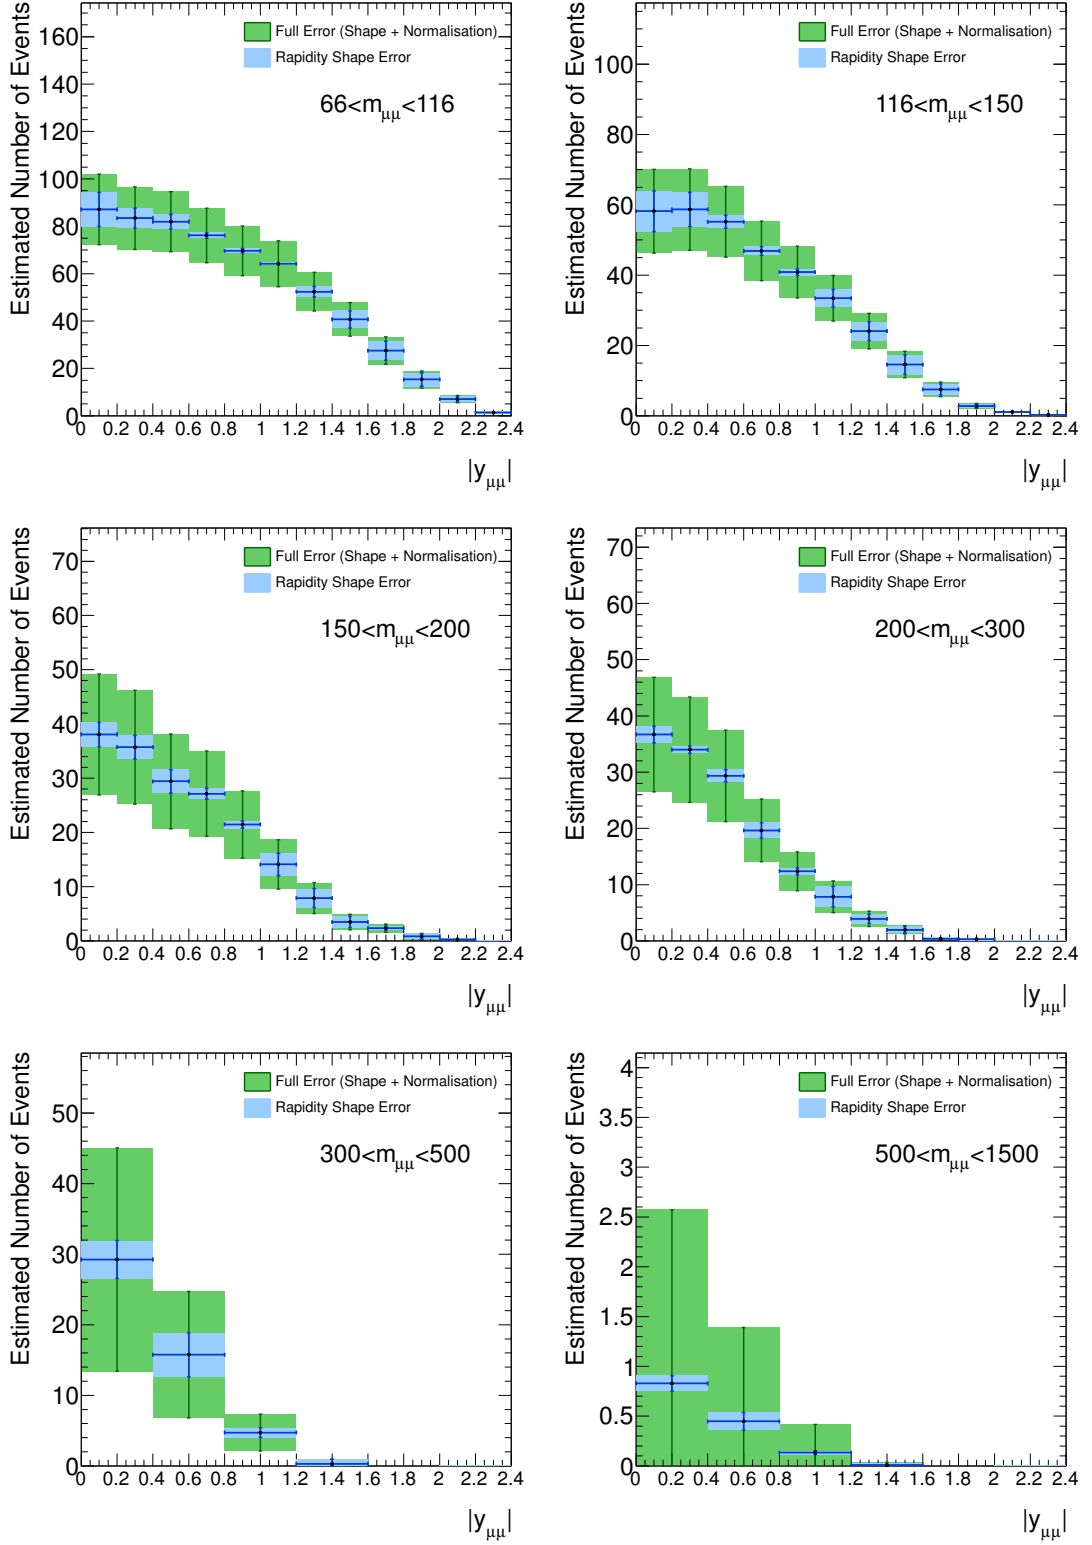 Estimated Number of Events
160
140
120
100
80
60
40
20
0
Full Error (Shape + Normalisation)
Rapidity Shape Error
66<mμμ<116
0 0.2 0.4 0.6 0.8 1 1.2 1.4 1.6 1.8 2 2.2 2.4
|yμμ|
Estimated Number of Events
100
80
60
40
20
0
Full Error (Shape + Normalisation)
Rapidity Shape Error
116<mμμ<150
0 0.2 0.4 0.6 0.8 1 1.2 1.4 1.6 1.8 2 2.2 2.4
|yμμ|
Estimated Number of Events
70
60
50
40
30
20
10
0
Full Error (Shape + Normalisation)
Rapidity Shape Error
150<mμμ<200
0 0.2 0.4 0.6 0.8 1 1.2 1.4 1.6 1.8 2 2.2 2.4
|yμμ|
Estimated Number of Events
70
60
50
40
30
20
10
0
Full Error (Shape + Normalisation)
Rapidity Shape Error
200<mμμ<300
0 0.2 0.4 0.6 0.8 1 1.2 1.4 1.6 1.8 2 2.2 2.4
|yμμ|
Estimated Number of Events
50
40
30
20
10
0
Full Error (Shape + Normalisation)
Rapidity Shape Error
300<mμμ<500
0 0.2 0.4 0.6 0.8 1 1.2 1.4 1.6 1.8 2 2.2 2.4
|yμμ|
Estimated Number of Events
4
3.5
3
2.5
2
1.5
1
0.5
0
Full Error (Shape + Normalisation)
Rapidity Shape Error
500<mμμ<1500
0 0.2 0.4 0.6 0.8 1 1.2 1.4 1.6 1.8 2 2.2 2.4
|yμμ|